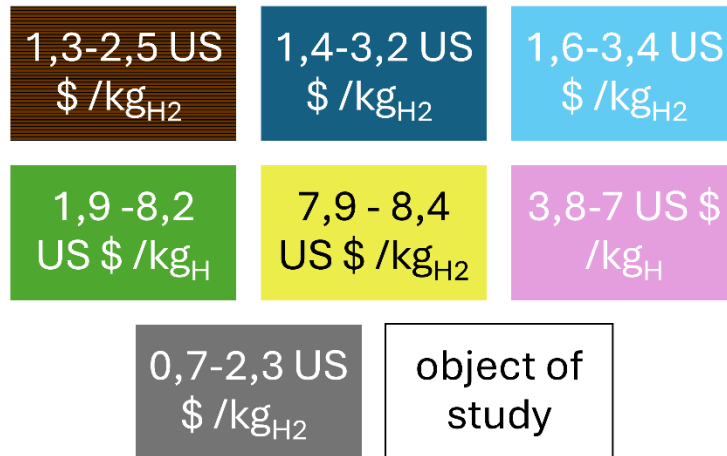 1,3-2,5 US
$ /kgH2
1,4-3,2 US
$ /kgH2
1,6-3,4 US
$ /kgH2
1,9 -8,2
US $ /kgH
7,9 - 8,4
US $ /kgH2
3,8-7 US $
/kgH
0,7-2,3 US
$ /kgH2
object of
study